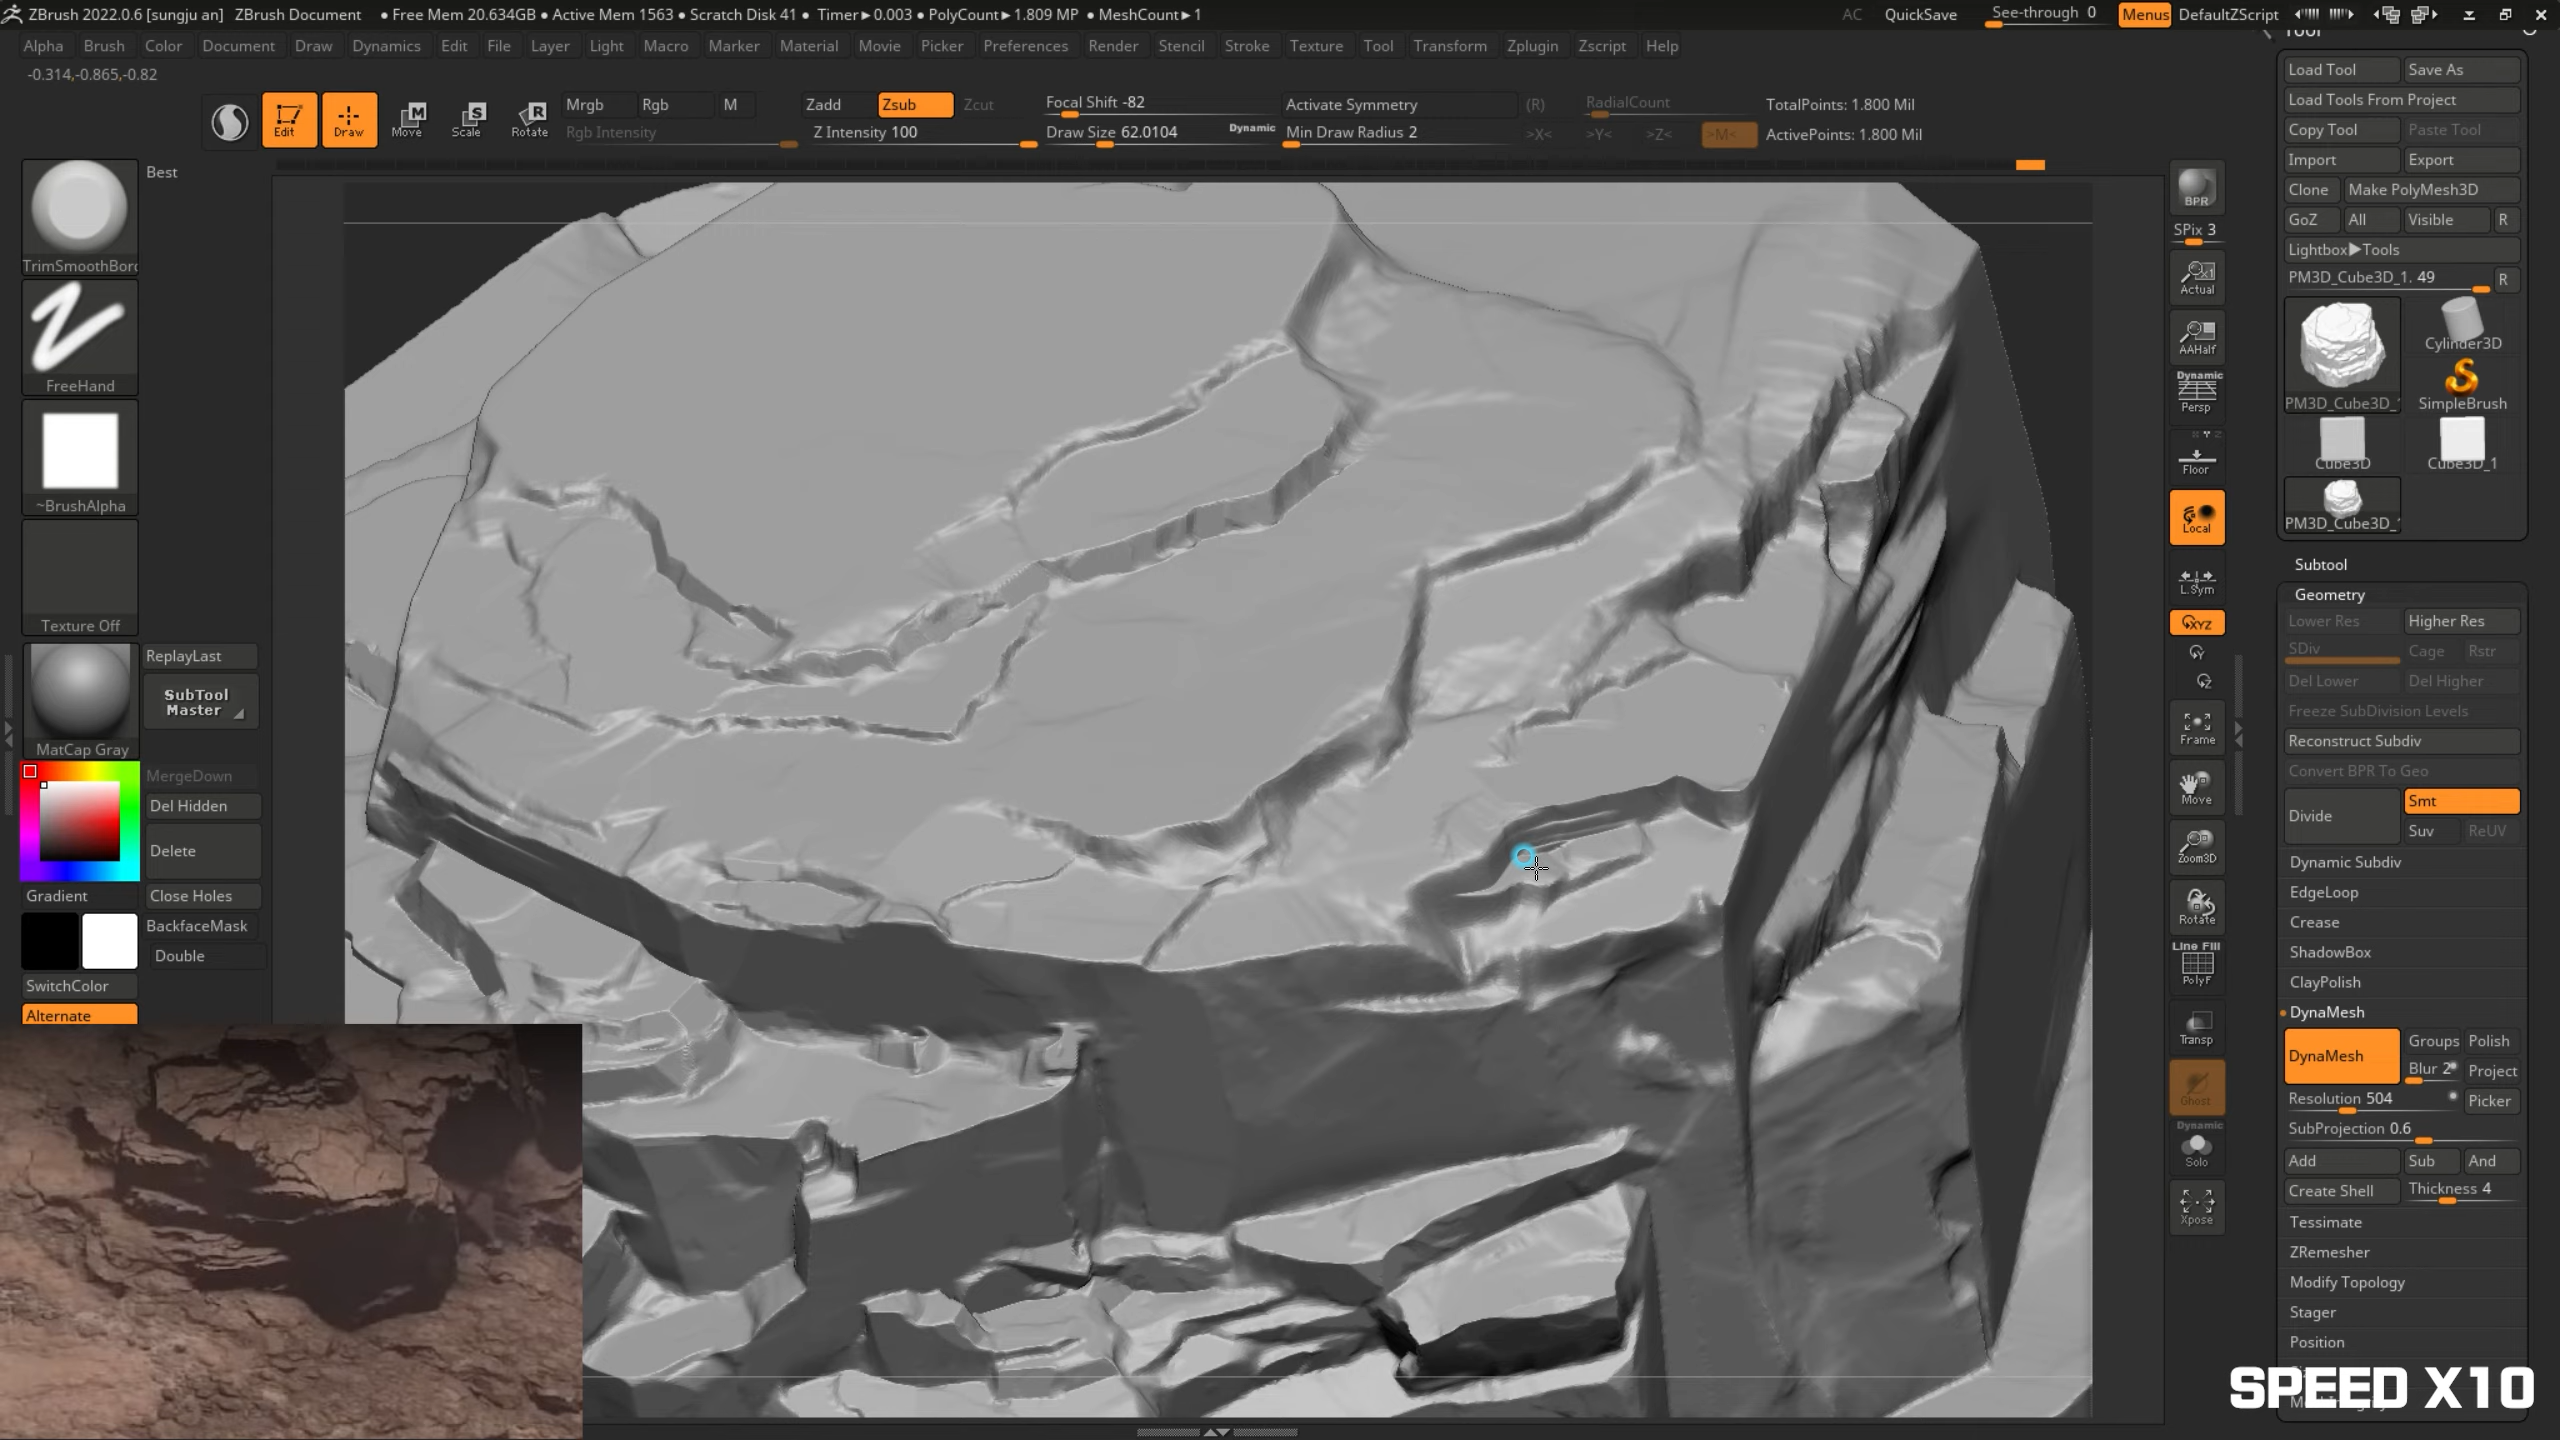 ZBrush 2022.0.6 [sungju an] ZBrush Document ● Free Mem 20.634GB ● Active Mem 1563 ● Scratch Disk 41 ● Timer▶0.003 ● PolyCount▶1.809 MP ● MeshCount▶1 AC QuickSave See-through 0 Menus DefaultZScript
Alpha Brush Color Document Draw Dynamics Edit File Layer Light Macro Marker Material Movie Picker Preferences Render Stencil Stroke Texture Tool Transform Zplugin Zscript Help
-0.314,-0.865,-0.82
Edit Draw Move Scale Rotate
Mrgb Rgb M Zadd Zsub Zcut Focal Shift -82 Activate Symmetry (R) RadialCount TotalPoints: 1.800 Mil
Rgb Intensity Z Intensity 100 Draw Size 62.0104 Dynamic Min Draw Radius 2 >X< >Y< >Z< >M< ActivePoints: 1.800 Mil
Best
TrimSmoothBord
FreeHand
~BrushAlpha
Texture Off
ReplayLast
SubTool
Master
MatCap Gray
MergeDown
Del Hidden
Delete
Gradient Close Holes
BackfaceMask
Double
SwitchColor
Alternate
BPR
SPix 3
Actual
AAHalf
Dynamic
Persp
Floor
Local
L.Sym
XYZ
Y
Z
Frame
Move
Zoom3D
Rotate
Line Fill
PolyF
Transp
Ghost
Dynamic
Solo
Xpose
Tool
Load Tool Save As
Load Tools From Project
Copy Tool Paste Tool
Import Export
Clone Make PolyMesh3D
GoZ All Visible R
Lightbox▶Tools
PM3D_Cube3D_1. 49 R
Cylinder3D
PM3D_Cube3D_1 SimpleBrush
Cube3D Cube3D_1
PM3D_Cube3D_1
Subtool
Geometry
Lower Res Higher Res
SDiv Cage Rstr
Del Lower Del Higher
Freeze SubDivision Levels
Reconstruct Subdiv
Convert BPR To Geo
Divide Smt
Suv ReUV
Dynamic Subdiv
EdgeLoop
Crease
ShadowBox
ClayPolish
DynaMesh
DynaMesh Groups Polish
Blur 2 Project
Resolution 504 Picker
SubProjection 0.6
Add Sub And
Create Shell Thickness 4
Tessimate
ZRemesher
Modify Topology
Stager
Position
SPEED X10